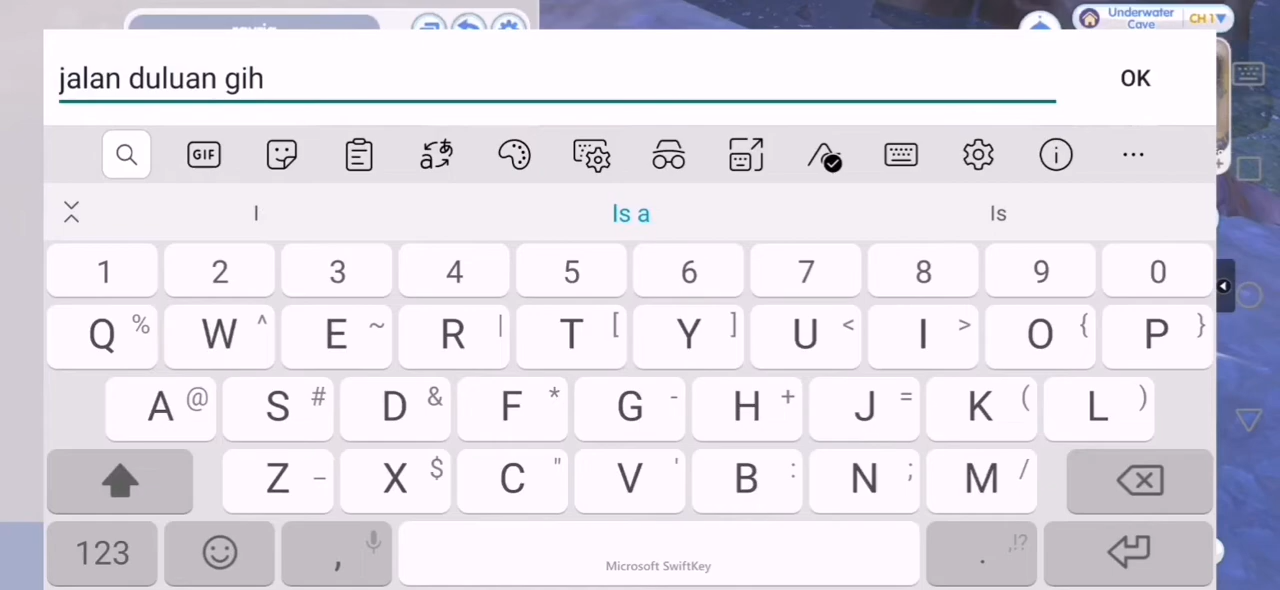 Underwater
Cave
CH 1
jalan duluan gih
OK
GIF
I
Is a
Is
1 2 3 4 5 6 7 8 9 0
Q % W ^ E ~ R | T [ Y ] U < I > O { P }
A @ S # D & F * G - H + J = K ( L )
Z _ X $ C " V ' B : N ; M /
123 , Microsoft SwiftKey . ,!?